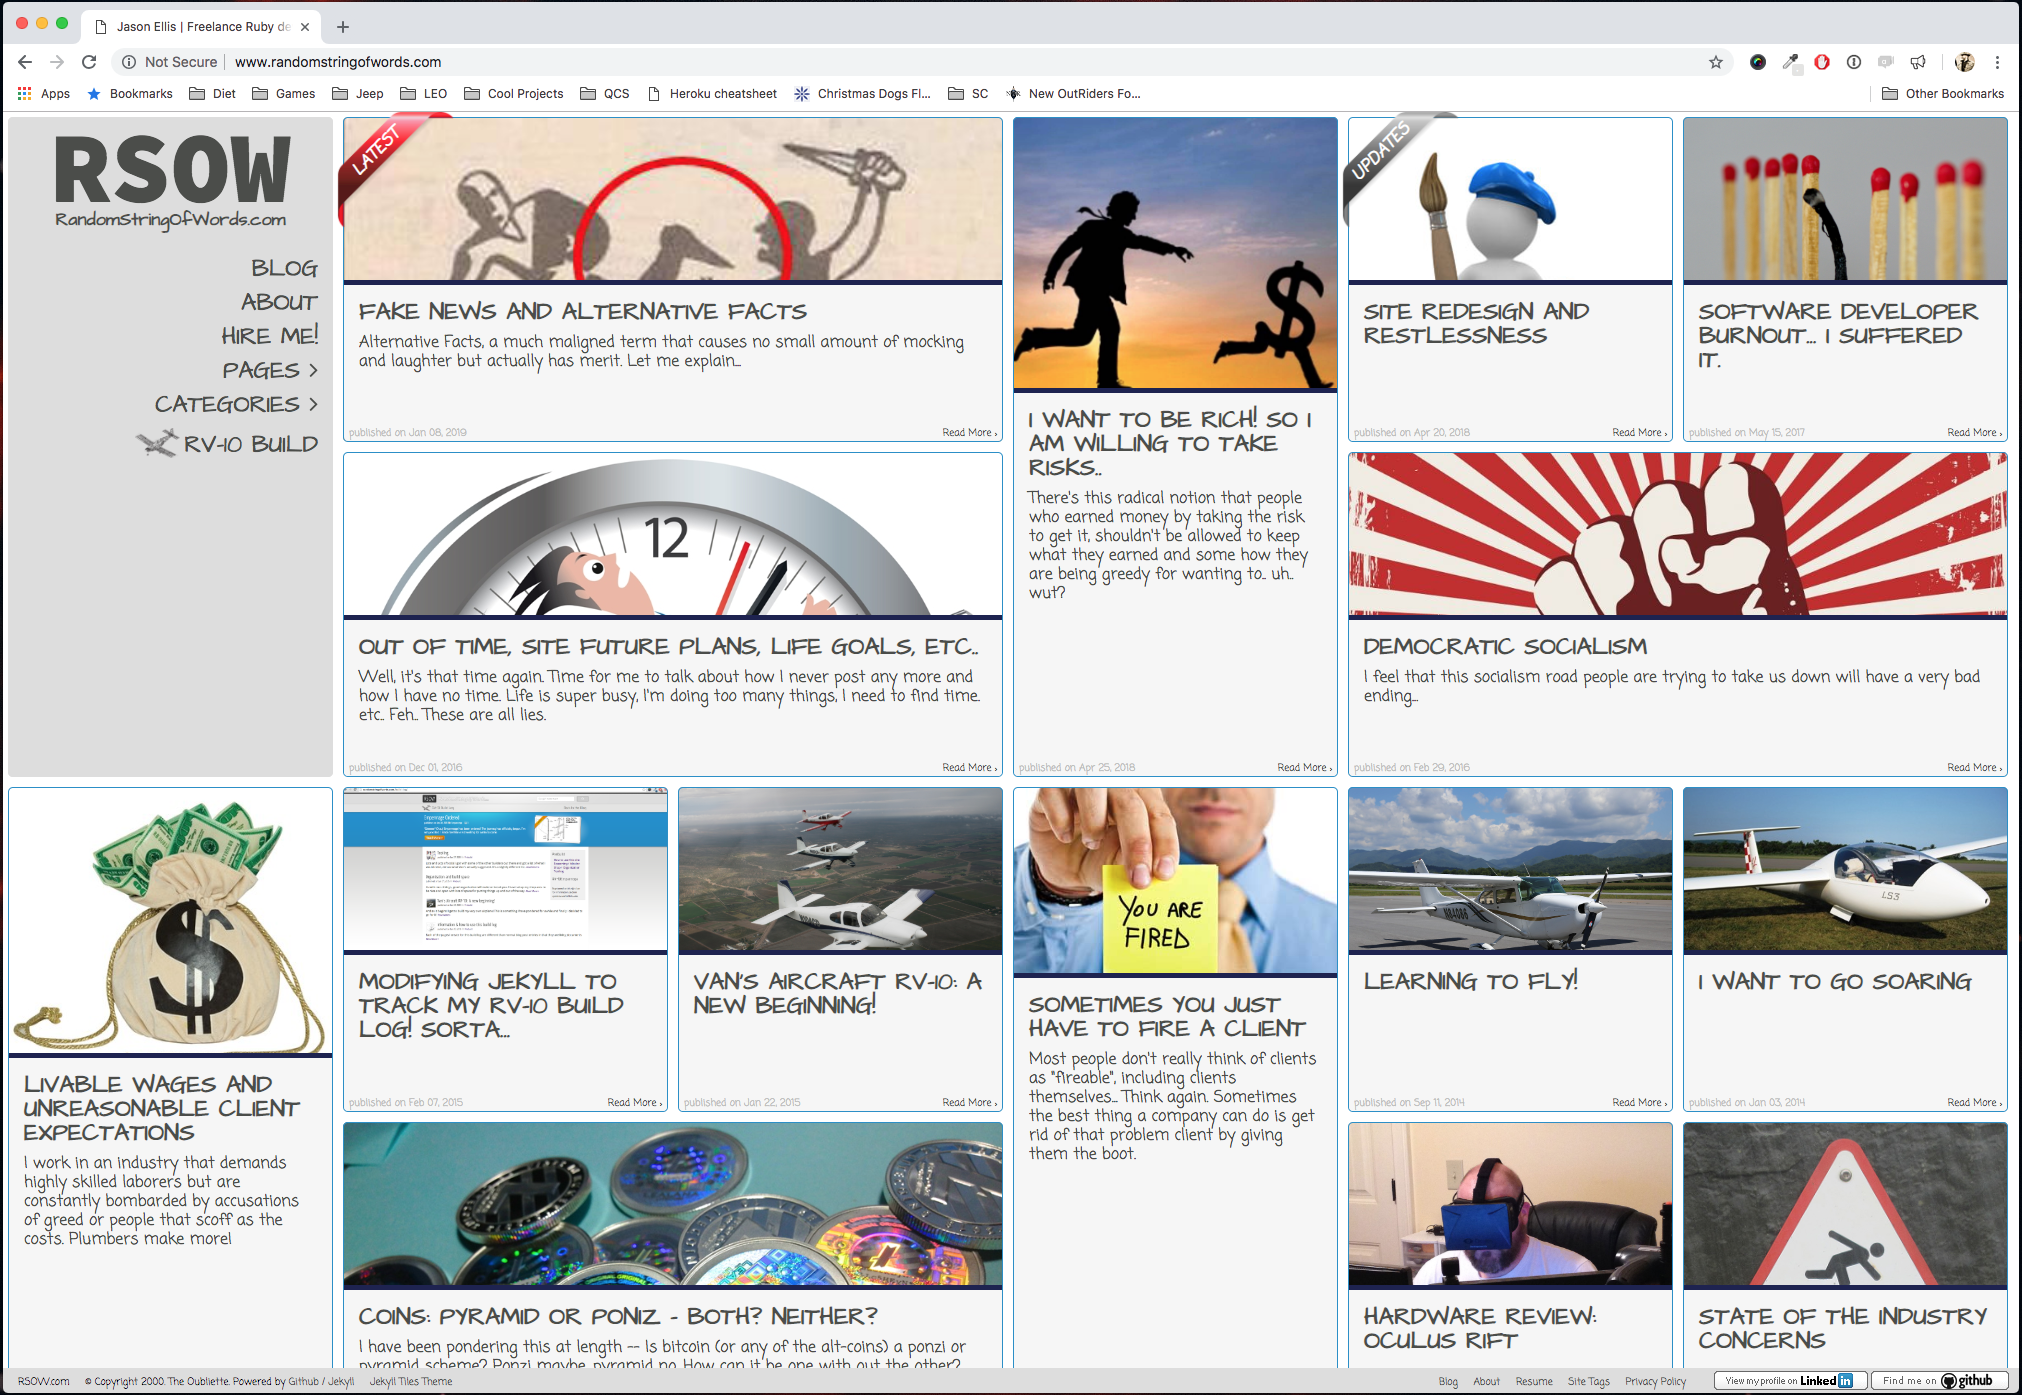 Jason Ellis | Freelance Ruby de
Not Secure www.randomstringofwords.com
Apps Bookmarks Diet Games Jeep LEO Cool Projects QCS Heroku cheatsheet Christmas Dogs Fl... SC New OutRiders Fo... Other Bookmarks
RSOW
RandomStringOfWords.com
BLOG
ABOUT
HIRE ME!
PAGES >
CATEGORIES >
RV-10 BUILD
LATEST
FAKE NEWS AND ALTERNATIVE FACTS
Alternative Facts, a much maligned term that causes no small amount of mocking
and laughter but actually has merit. Let me explain...
published on Jan 08, 2019 Read More ›
I WANT TO BE RICH! SO I
AM WILLING TO TAKE
RISKS..
There's this radical notion that people
who earned money by taking the risk
to get it, shouldn't be allowed to keep
what they earned and some how they
are being greedy for wanting to.. uh..
wut?
published on Apr 25, 2018 Read More ›
UPDATES
SITE REDESIGN AND
RESTLESSNESS
published on Apr 20, 2018 Read More ›
SOFTWARE DEVELOPER
BURNOUT... I SUFFERED
IT.
published on May 15, 2017 Read More ›
12
OUT OF TIME, SITE FUTURE PLANS, LIFE GOALS, ETC..
Well, it's that time again. Time for me to talk about how I never post any more and
how I have no time. Life is super busy, I'm doing too many things, I need to find time.
etc.. Feh.. These are all lies.
published on Dec 01, 2016 Read More ›
DEMOCRATIC SOCIALISM
I feel that this socialism road people are trying to take us down will have a very bad
ending...
published on Feb 29, 2016 Read More ›
LIVABLE WAGES AND
UNREASONABLE CLIENT
EXPECTATIONS
I work in an industry that demands
highly skilled laborers but are
constantly bombarded by accusations
of greed or people that scoff as the
costs. Plumbers make more!
MODIFYING JEKYLL TO
TRACK MY RV-10 BUILD
LOG! SORTA...
published on Feb 07, 2015 Read More ›
VAN'S AIRCRAFT RV-10: A
NEW BEGINNING!
published on Jan 22, 2015 Read More ›
YOU ARE
FIRED
SOMETIMES YOU JUST
HAVE TO FIRE A CLIENT
Most people don't really think of clients
as "fireable", including clients
themselves... Think again. Sometimes
the best thing a company can do is get
rid of that problem client by giving
them the boot.
N84086
LEARNING TO FLY!
published on Sep 11, 2014 Read More ›
LS3
I WANT TO GO SOARING
published on Jan 03, 2014 Read More ›
COINS: PYRAMID OR PONIZ - BOTH? NEITHER?
I have been pondering this at length -- Is bitcoin (or any of the alt-coins) a ponzi or
pyramid scheme? Ponzi maybe, pyramid no. How can it be one with out the other?
HARDWARE REVIEW:
OCULUS RIFT
STATE OF THE INDUSTRY
CONCERNS
RSOW.com © Copyright 2000. The Oubliette. Powered by Github / Jekyll Jekyll Tiles Theme
Blog About Resume Site Tags Privacy Policy View my profile on LinkedIn Find me on github